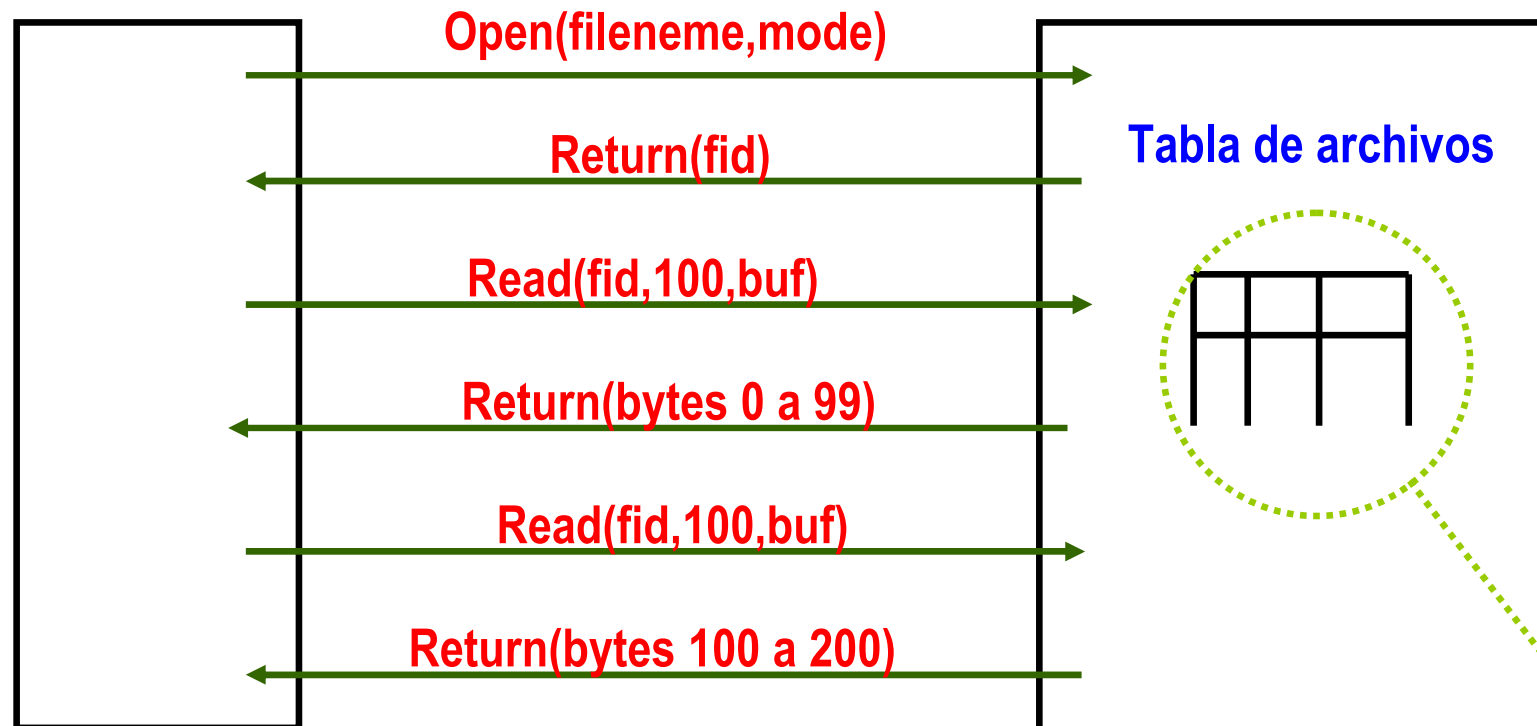 Open(fileneme,mode)
Return(fid)
Tabla de archivos
Read(fid,100,buf)
Return(bytes 0 a 99)
Read(fid,100,buf)
Return(bytes 100 a 200)